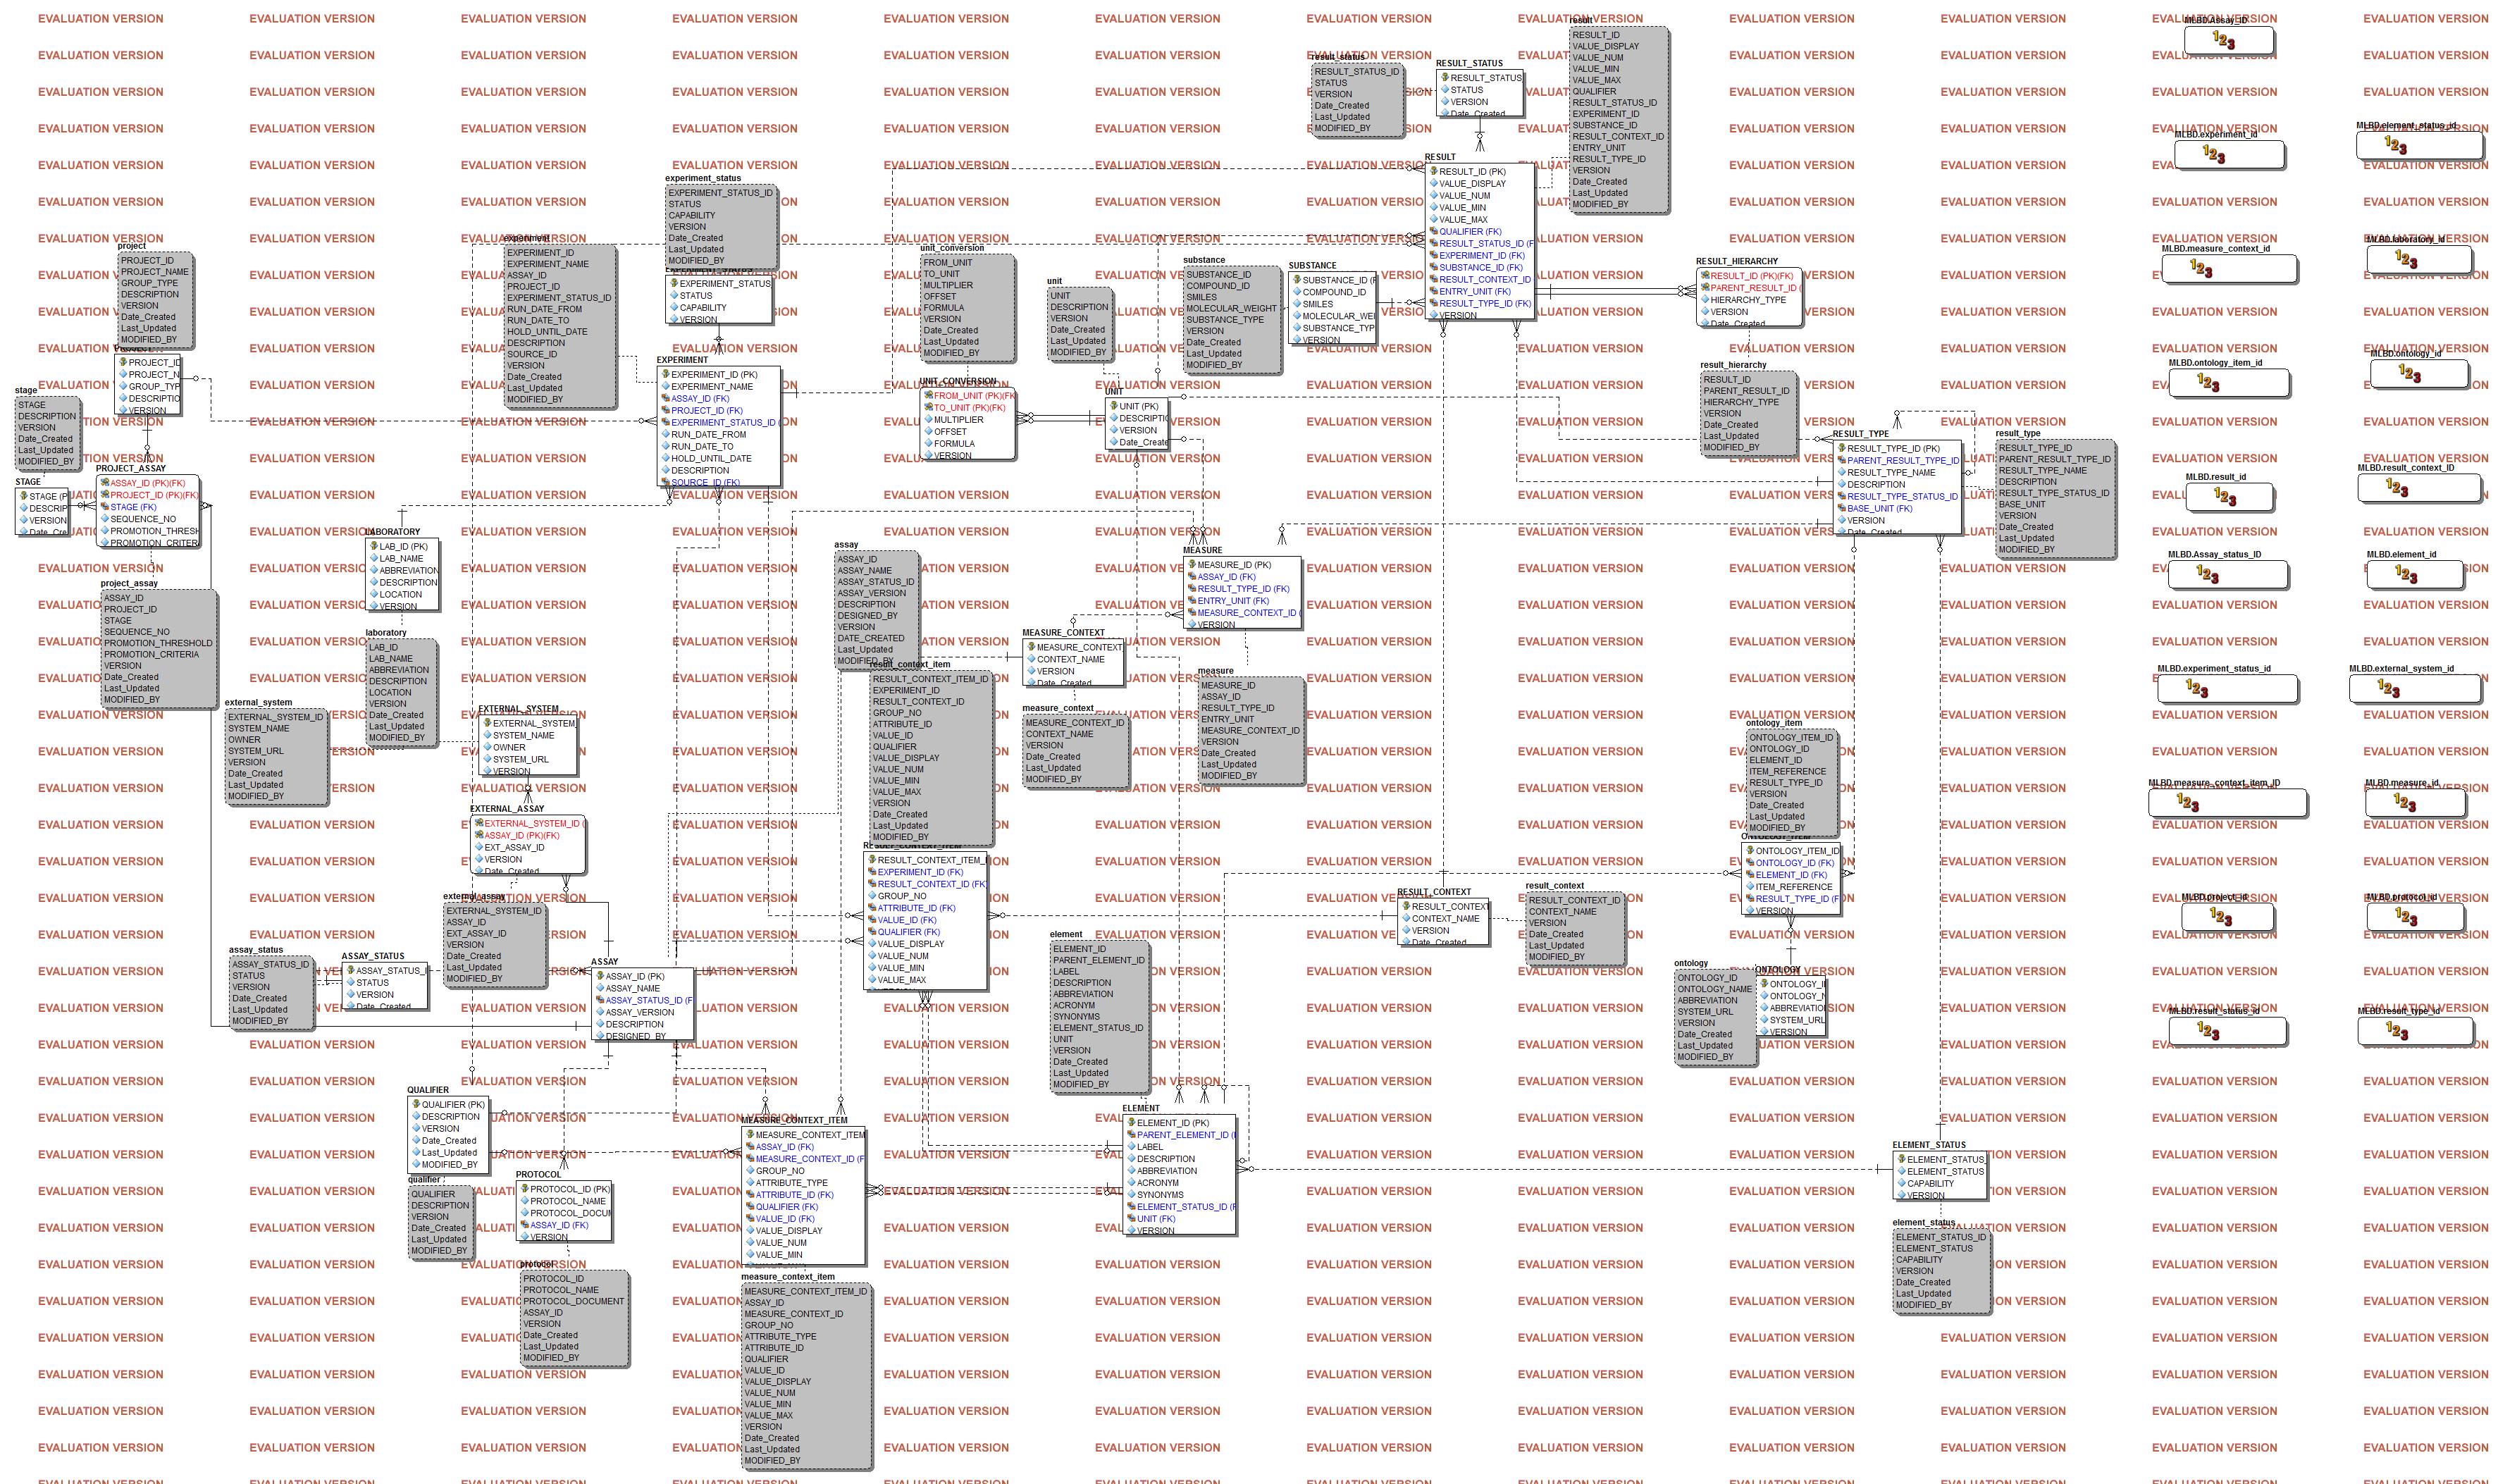 EVALUATION VERSION
project
PROJECT_ID
PROJECT_NAME
GROUP_TYPE
DESCRIPTION
VERSION
Date_Created
Last_Updated
MODIFIED_BY
PROJECT_ID
PROJECT_N
GROUP_TYP
DESCRIPTIO
VERSION
stage
STAGE
DESCRIPTION
VERSION
Date_Created
Last_Updated
MODIFIED_BY
STAGE
STAGE (P
DESCRIP
VERSION
Date_Cre
PROJECT_ASSAY
ASSAY_ID (PK)(FK)
PROJECT_ID (PK)(FK)
STAGE (FK)
SEQUENCE_NO
PROMOTION_THRESH
PROMOTION_CRITER
project_assay
ASSAY_ID
PROJECT_ID
STAGE
SEQUENCE_NO
PROMOTION_THRESHOLD
PROMOTION_CRITERIA
VERSION
Date_Created
Last_Updated
MODIFIED_BY
LABORATORY
LAB_ID (PK)
LAB_NAME
ABBREVIATION
DESCRIPTION
LOCATION
VERSION
laboratory
LAB_ID
LAB_NAME
ABBREVIATION
DESCRIPTION
LOCATION
VERSION
Date_Created
Last_Updated
MODIFIED_BY
external_system
EXTERNAL_SYSTEM_ID
SYSTEM_NAME
OWNER
SYSTEM_URL
VERSION
Date_Created
Last_Updated
MODIFIED_BY
EXTERNAL_SYSTEM
EXTERNAL_SYSTEM
SYSTEM_NAME
OWNER
SYSTEM_URL
VERSION
EXTERNAL_ASSAY
EXTERNAL_SYSTEM_ID (
ASSAY_ID (PK)(FK)
EXT_ASSAY_ID
VERSION
Date_Created
external_assay
EXTERNAL_SYSTEM_ID
ASSAY_ID
EXT_ASSAY_ID
VERSION
Date_Created
Last_Updated
MODIFIED_BY
assay_status
ASSAY_STATUS_ID
STATUS
VERSION
Date_Created
Last_Updated
MODIFIED_BY
ASSAY_STATUS
ASSAY_STATUS_I
STATUS
VERSION
Date_Created
ASSAY
ASSAY_ID (PK)
ASSAY_NAME
ASSAY_STATUS_ID (F
ASSAY_VERSION
DESCRIPTION
DESIGNED_BY
QUALIFIER
QUALIFIER (PK)
DESCRIPTION
VERSION
Date_Created
Last_Updated
MODIFIED_BY
qualifier
QUALIFIER
DESCRIPTION
VERSION
Date_Created
Last_Updated
MODIFIED_BY
PROTOCOL
PROTOCOL_ID (PK)
PROTOCOL_NAME
PROTOCOL_DOCUM
ASSAY_ID (FK)
VERSION
protocol
PROTOCOL_ID
PROTOCOL_NAME
PROTOCOL_DOCUMENT
ASSAY_ID
VERSION
Date_Created
Last_Updated
MODIFIED_BY
experiment_status
EXPERIMENT_STATUS_ID
STATUS
CAPABILITY
VERSION
Date_Created
Last_Updated
MODIFIED_BY
EXPERIMENT_STATUS
EXPERIMENT_STATUS
STATUS
CAPABILITY
VERSION
experiment
EXPERIMENT_ID
EXPERIMENT_NAME
ASSAY_ID
PROJECT_ID
EXPERIMENT_STATUS_ID
RUN_DATE_FROM
RUN_DATE_TO
HOLD_UNTIL_DATE
DESCRIPTION
SOURCE_ID
VERSION
Date_Created
Last_Updated
MODIFIED_BY
EXPERIMENT
EXPERIMENT_ID (PK)
EXPERIMENT_NAME
ASSAY_ID (FK)
PROJECT_ID (FK)
EXPERIMENT_STATUS_ID (
RUN_DATE_FROM
RUN_DATE_TO
HOLD_UNTIL_DATE
DESCRIPTION
SOURCE_ID (FK)
unit_conversion
FROM_UNIT
TO_UNIT
MULTIPLIER
OFFSET
FORMULA
VERSION
Date_Created
Last_Updated
MODIFIED_BY
UNIT_CONVERSION
FROM_UNIT (PK)(FK
TO_UNIT (PK)(FK)
MULTIPLIER
OFFSET
FORMULA
VERSION
unit
UNIT
DESCRIPTION
VERSION
Date_Created
Last_Updated
MODIFIED_BY
UNIT
UNIT (PK)
DESCRIPTIO
VERSION
Date_Create
substance
SUBSTANCE_ID
COMPOUND_ID
SMILES
MOLECULAR_WEIGHT
SUBSTANCE_TYPE
VERSION
Date_Created
Last_Updated
MODIFIED_BY
SUBSTANCE
SUBSTANCE_ID (P
COMPOUND_ID
SMILES
MOLECULAR_WEI
SUBSTANCE_TYP
VERSION
result_status
RESULT_STATUS_ID
STATUS
VERSION
Date_Created
Last_Updated
MODIFIED_BY
RESULT_STATUS
RESULT_STATUS
STATUS
VERSION
Date_Created
result
RESULT_ID
VALUE_DISPLAY
VALUE_NUM
VALUE_MIN
VALUE_MAX
QUALIFIER
RESULT_STATUS_ID
EXPERIMENT_ID
SUBSTANCE_ID
RESULT_CONTEXT_ID
ENTRY_UNIT
RESULT_TYPE_ID
VERSION
Date_Created
Last_Updated
MODIFIED_BY
RESULT
RESULT_ID (PK)
VALUE_DISPLAY
VALUE_NUM
VALUE_MIN
VALUE_MAX
QUALIFIER (FK)
RESULT_STATUS_ID (F
EXPERIMENT_ID (FK)
SUBSTANCE_ID (FK)
RESULT_CONTEXT_ID
ENTRY_UNIT (FK)
RESULT_TYPE_ID (FK)
VERSION
RESULT_HIERARCHY
RESULT_ID (PK)(FK)
PARENT_RESULT_ID (
HIERARCHY_TYPE
VERSION
Date_Created
result_hierarchy
RESULT_ID
PARENT_RESULT_ID
HIERARCHY_TYPE
VERSION
Date_Created
Last_Updated
MODIFIED_BY
RESULT_TYPE
RESULT_TYPE_ID (PK)
PARENT_RESULT_TYPE_ID
RESULT_TYPE_NAME
DESCRIPTION
RESULT_TYPE_STATUS_ID
BASE_UNIT (FK)
VERSION
Date_Created
result_type
RESULT_TYPE_ID
PARENT_RESULT_TYPE_ID
RESULT_TYPE_NAME
DESCRIPTION
RESULT_TYPE_STATUS_ID
BASE_UNIT
VERSION
Date_Created
Last_Updated
MODIFIED_BY
assay
ASSAY_ID
ASSAY_NAME
ASSAY_STATUS_ID
ASSAY_VERSION
DESCRIPTION
DESIGNED_BY
VERSION
DATE_CREATED
Last_Updated
MODIFIED_BY
result_context_item
RESULT_CONTEXT_ITEM_ID
EXPERIMENT_ID
RESULT_CONTEXT_ID
GROUP_NO
ATTRIBUTE_ID
VALUE_ID
QUALIFIER
VALUE_DISPLAY
VALUE_NUM
VALUE_MIN
VALUE_MAX
VERSION
Date_Created
Last_Updated
MODIFIED_BY
RESULT_CONTEXT_ITEM
RESULT_CONTEXT_ITEM_I
EXPERIMENT_ID (FK)
RESULT_CONTEXT_ID (FK)
GROUP_NO
ATTRIBUTE_ID (FK)
VALUE_ID (FK)
QUALIFIER (FK)
VALUE_DISPLAY
VALUE_NUM
VALUE_MIN
VALUE_MAX
MEASURE
MEASURE_ID (PK)
ASSAY_ID (FK)
RESULT_TYPE_ID (FK)
ENTRY_UNIT (FK)
MEASURE_CONTEXT_ID (
VERSION
measure
MEASURE_ID
ASSAY_ID
RESULT_TYPE_ID
ENTRY_UNIT
MEASURE_CONTEXT_ID
VERSION
Date_Created
Last_Updated
MODIFIED_BY
MEASURE_CONTEXT
MEASURE_CONTEXT
CONTEXT_NAME
VERSION
Date_Created
measure_context
MEASURE_CONTEXT_ID
CONTEXT_NAME
VERSION
Date_Created
Last_Updated
MODIFIED_BY
MEASURE_CONTEXT_ITEM
MEASURE_CONTEXT_ITEM
ASSAY_ID (FK)
MEASURE_CONTEXT_ID (F
GROUP_NO
ATTRIBUTE_TYPE
ATTRIBUTE_ID (FK)
QUALIFIER (FK)
VALUE_ID (FK)
VALUE_DISPLAY
VALUE_NUM
VALUE_MIN
measure_context_item
MEASURE_CONTEXT_ITEM_ID
ASSAY_ID
MEASURE_CONTEXT_ID
GROUP_NO
ATTRIBUTE_TYPE
ATTRIBUTE_ID
QUALIFIER
VALUE_ID
VALUE_DISPLAY
VALUE_NUM
VALUE_MIN
VALUE_MAX
VERSION
Date_Created
Last_Updated
MODIFIED_BY
element
ELEMENT_ID
PARENT_ELEMENT_ID
LABEL
DESCRIPTION
ABBREVIATION
ACRONYM
SYNONYMS
ELEMENT_STATUS_ID
UNIT
VERSION
Date_Created
Last_Updated
MODIFIED_BY
ELEMENT
ELEMENT_ID (PK)
PARENT_ELEMENT_ID (
LABEL
DESCRIPTION
ABBREVIATION
ACRONYM
SYNONYMS
ELEMENT_STATUS_ID (F
UNIT (FK)
VERSION
RESULT_CONTEXT
RESULT_CONTEXT
CONTEXT_NAME
VERSION
Date_Created
result_context
RESULT_CONTEXT_ID
CONTEXT_NAME
VERSION
Date_Created
Last_Updated
MODIFIED_BY
ontology_item
ONTOLOGY_ITEM_ID
ONTOLOGY_ID
ELEMENT_ID
ITEM_REFERENCE
RESULT_TYPE_ID
VERSION
Date_Created
Last_Updated
MODIFIED_BY
ONTOLOGY_ITEM
ONTOLOGY_ITEM_ID
ONTOLOGY_ID (FK)
ELEMENT_ID (FK)
ITEM_REFERENCE
RESULT_TYPE_ID (F
VERSION
ontology
ONTOLOGY_ID
ONTOLOGY_NAME
ABBREVIATION
SYSTEM_URL
VERSION
Date_Created
Last_Updated
MODIFIED_BY
ONTOLOGY
ONTOLOGY_I
ONTOLOGY_N
ABBREVIATIO
SYSTEM_URL
VERSION
ELEMENT_STATUS
ELEMENT_STATUS_
ELEMENT_STATUS
CAPABILITY
VERSION
element_status
ELEMENT_STATUS_ID
ELEMENT_STATUS
CAPABILITY
VERSION
Date_Created
Last_Updated
MODIFIED_BY
MLBD.Assay_ID
123
MLBD.experiment_id
123
MLBD.element_status_id
123
MLBD.measure_context_id
123
MLBD.laboratory_id
123
MLBD.ontology_item_id
123
MLBD.ontology_id
123
MLBD.result_id
123
MLBD.result_context_ID
123
MLBD.Assay_status_ID
123
MLBD.element_id
123
MLBD.experiment_status_id
123
MLBD.external_system_id
123
MLBD.measure_context_item_ID
123
MLBD.measure_id
123
MLBD.project_id
123
MLBD.protocol_id
123
MLBD.result_status_id
123
MLBD.result_type_id
123